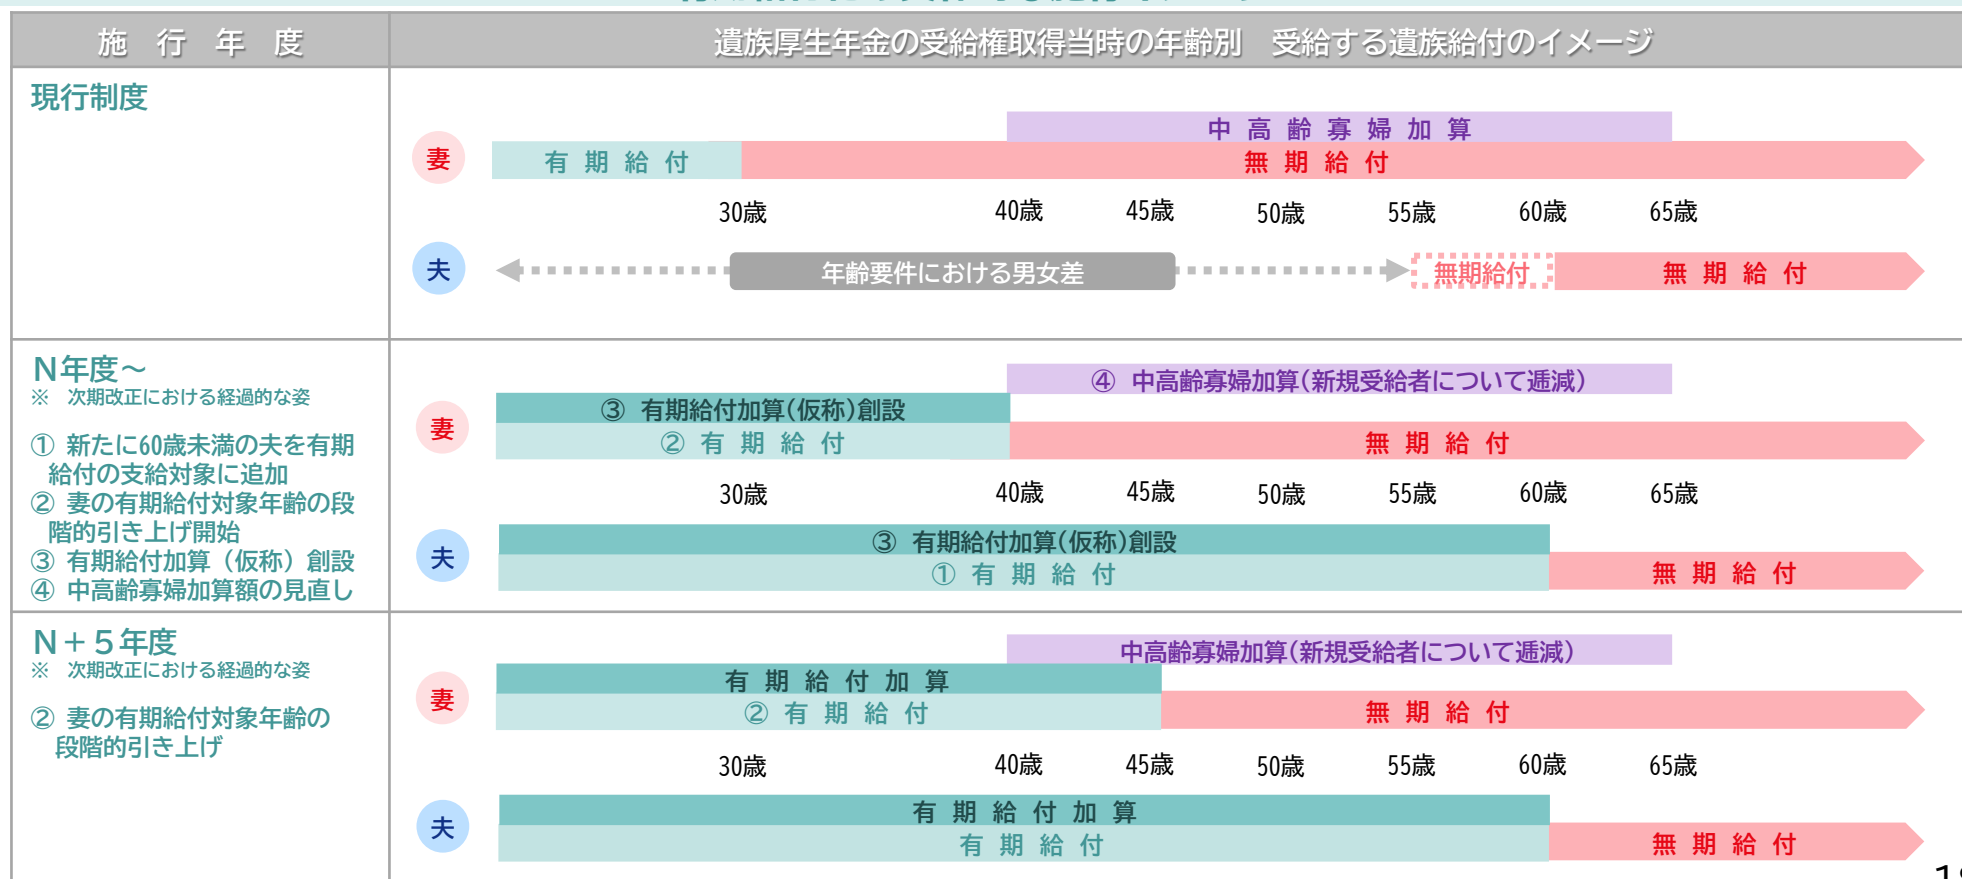 施 行 年 度
遺族厚生年金の受給権取得当時の年齢別　受給する遺族給付のイメージ
現行制度
中 高 齢 寡 婦 加 算
妻
有 期 給 付
無 期 給 付
30歳 40歳 45歳 50歳 55歳 60歳 65歳
夫
年齢要件における男女差
無期給付
無 期 給 付
N年度～
※　次期改正における経過的な姿
① 新たに60歳未満の夫を有期
給付の支給対象に追加
② 妻の有期給付対象年齢の段
階的引き上げ開始
③ 有期給付加算（仮称）創設
④ 中高齢寡婦加算額の見直し
④ 中高齢寡婦加算(新規受給者について逓減)
③ 有期給付加算(仮称)創設
妻
② 有 期 給 付
無 期 給 付
30歳 40歳 45歳 50歳 55歳 60歳 65歳
③ 有期給付加算(仮称)創設
夫
① 有 期 給 付
無 期 給 付
N＋５年度
※　次期改正における経過的な姿
② 妻の有期給付対象年齢の
段階的引き上げ
中高齢寡婦加算(新規受給者について逓減)
有 期 給 付 加 算
妻
② 有 期 給 付
無 期 給 付
30歳 40歳 45歳 50歳 55歳 60歳 65歳
有 期 給 付 加 算
夫
有 期 給 付
無 期 給 付